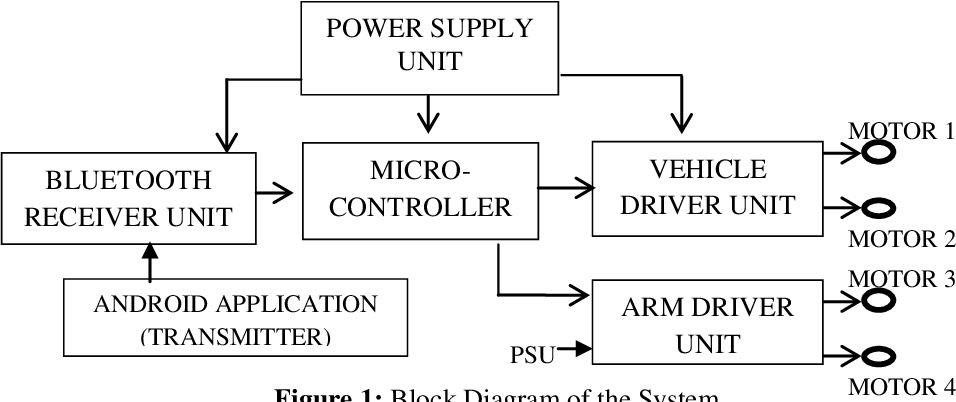 POWER SUPPLY
UNIT
BLUETOOTH
RECEIVER UNIT
MICRO-
CONTROLLER
VEHICLE
DRIVER UNIT
MOTOR 1
MOTOR 2
ANDROID APPLICATION
(TRANSMITTER)
ARM DRIVER
UNIT
PSU
MOTOR 3
MOTOR 4
Figure 1: Block Diagram of the System